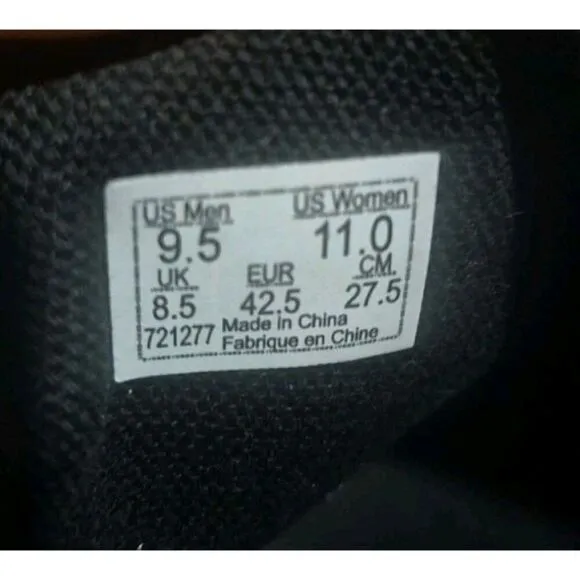 US Men US Women
9.5 11.0
UK EUR CM
8.5 42.5 27.5
721277 Made in China
Fabrique en Chine